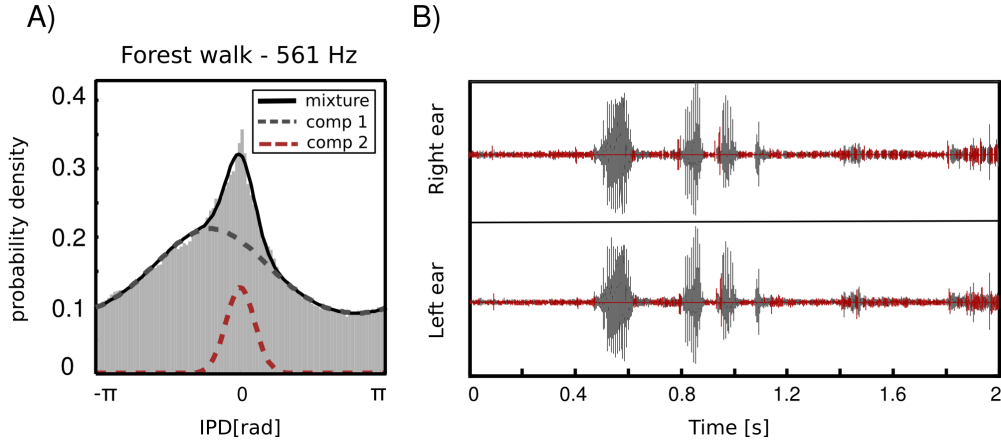 A)
Forest walk - 561 Hz
probability density
0.4
0.3
0.2
0.1
0
mixture
comp 1
comp 2
-π
0
π
IPD[rad]
B)
Right ear
Left ear
0
0.4
0.8
1.2
1.6
2
Time [s]